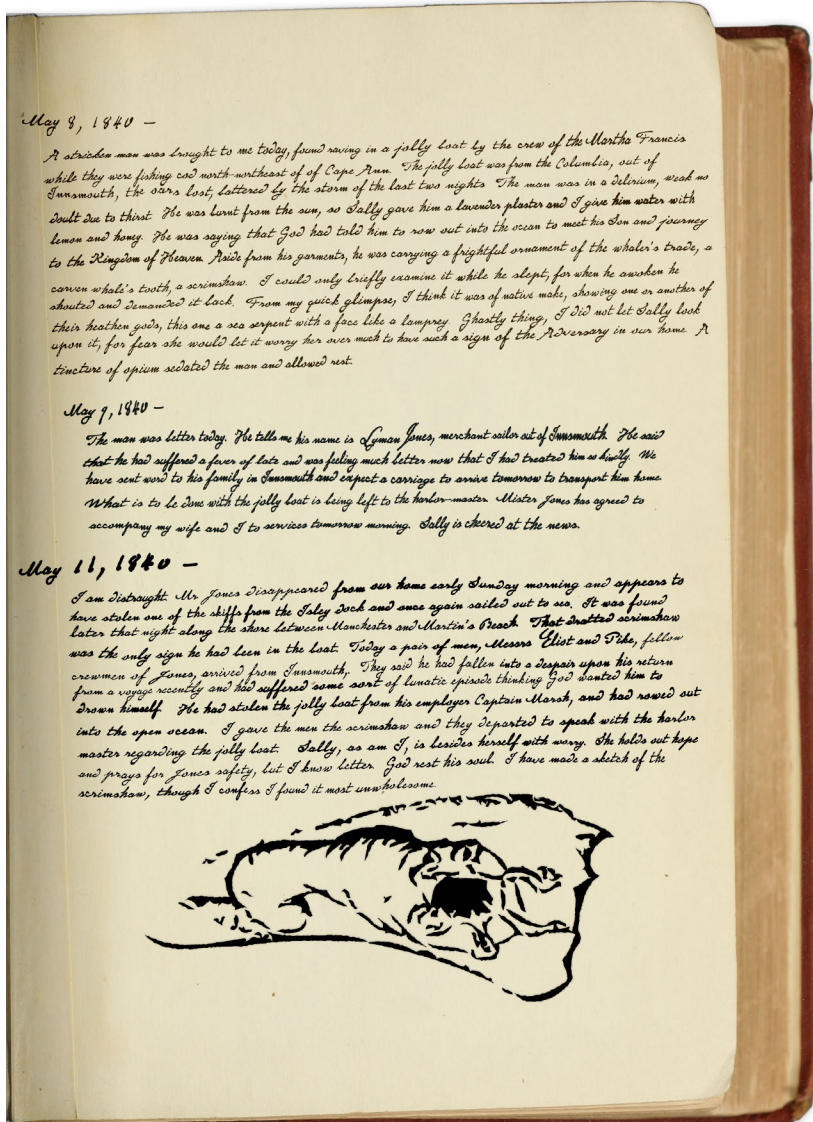 May 8, 1840 –
A stricken man was brought to me today, found raving in a jolly boat by the crew of the Martha Francis
while they were fishing cod north-northeast of of Cape Ann. The jolly boat was from the Columbia, out of
Innsmouth, the oars lost, battered by the storm of the last two nights. The man was in a delirium, weak no
doubt due to thirst. He was burnt from the sun, so Sally gave him a lavender plaster and I give him water with
lemon and honey. He was saying that God had told him to row out into the ocean to meet his Son and journey
to the Kingdom of Heaven. Aside from his garments, he was carrying a frightful ornament of the whaler's trade, a
carven whale's tooth, a scrimshaw. I could only briefly examine it while he slept, for when he awoken he
shouted and demanded it back. From my quick glimpse, I think it was of native make, showing one or another of
their heathen gods, this one a sea serpent with a face like a lamprey. Ghastly thing, I did not let Sally look
upon it, for fear she would let it worry her over much to have such a sign of the Adversary in our home. A
tincture of opium sedated the man and allowed rest.
May 9, 1840 –
The man was better today. He tells me his name is Lyman Jones, merchant sailor out of Innsmouth. He said
that he had suffered a fever of late and was feeling much better now that I had treated him so kindly. We
have sent word to his family in Innsmouth and expect a carriage to arrive tomorrow to transport him home.
What is to be done with the jolly boat is being left to the harbor-master. Mister Jones has agreed to
accompany my wife and I to services tomorrow morning. Sally is cheered at the news.
May 11, 1840 –
I am distraught. Mr. Jones disappeared from our home early Sunday morning and appears to
have stolen one of the skiffs from the Isley dock and once again sailed out to sea. It was found
later that night along the shore between Manchester and Martin's Beach. That dratted scrimshaw
was the only sign he had been in the boat. Today a pair of men, Messrs Eliot and Pike, fellow
crewmen of Jones, arrived from Innsmouth,. They said he had fallen into a despair upon his return
from a voyage recently and had suffered some sort of lunatic episode thinking God wanted him to
drown himself. He had stolen the jolly boat from his employer Captain Marsh, and had rowed out
into the open ocean. I gave the men the scrimshaw and they departed to speak with the harbor
master regarding the jolly boat. Sally, as am I, is besides herself with worry. She holds out hope
and prays for Jones safety, but I know better. God rest his soul. I have made a sketch of the
scrimshaw, though I confess I found it most unwholesome.